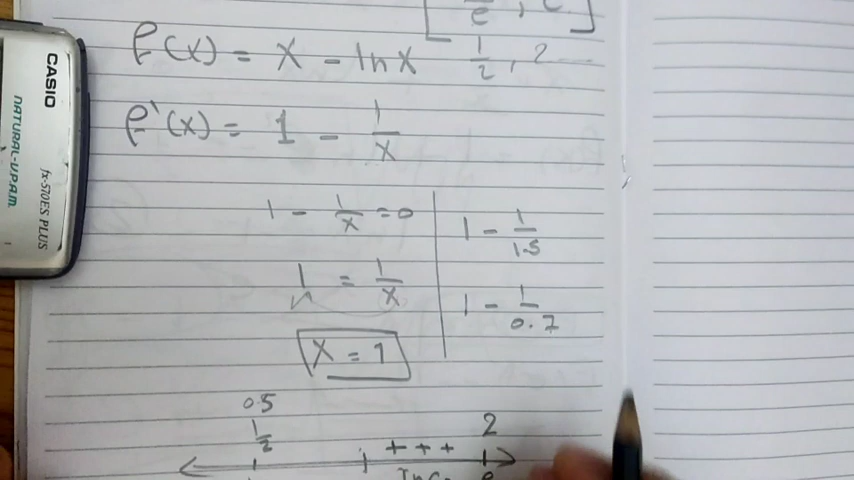 [1/e, e]
f(x) = x - ln x    1/2, 2
f'(x) = 1 - 1/x
1 - 1/x = 0
1 = 1/x
x = 1
1 - 1/1.5
1 - 1/0.7
0.5
1/2    + + +    2
Inc.    e
CASIO
fx-570ES PLUS
NATURAL-V.P.A.M.